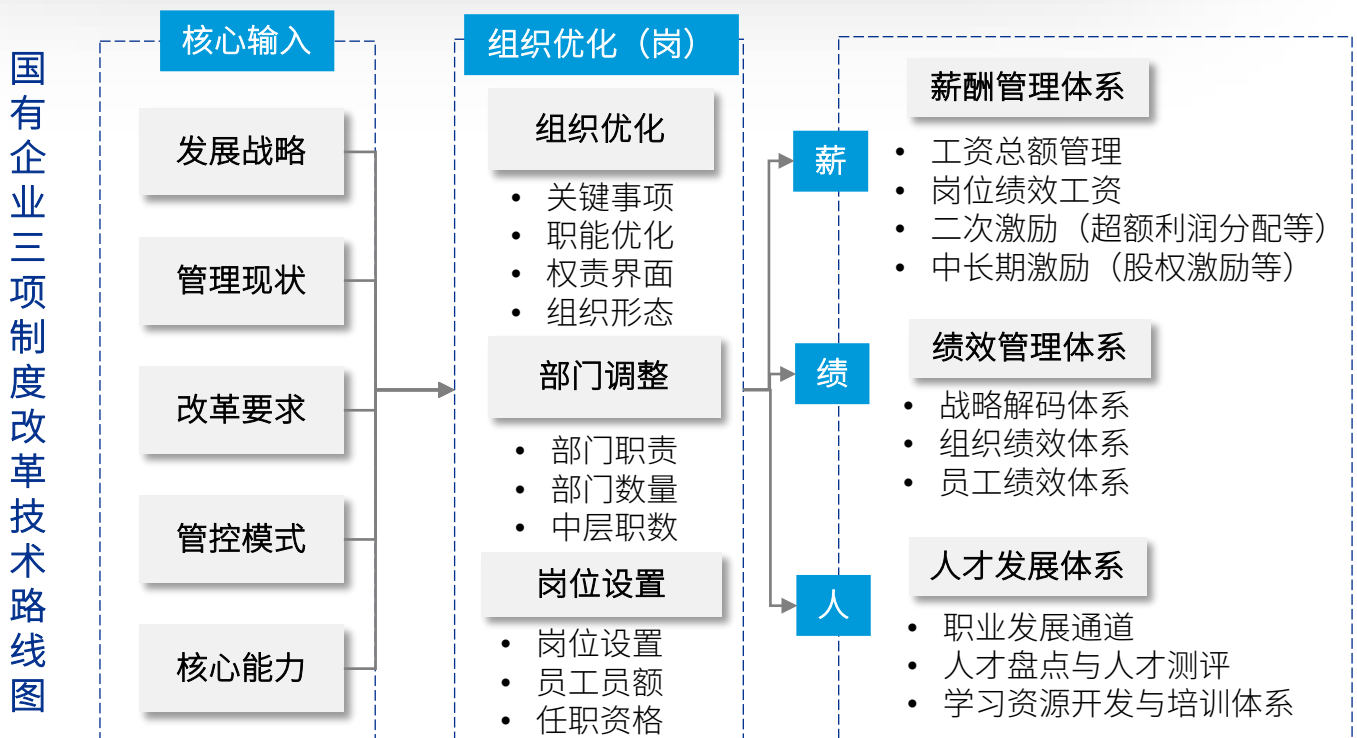 国有企业三项制度改革技术路线图
核心输入
发展战略
管理现状
改革要求
管控模式
核心能力
组织优化（岗）
组织优化
• 关键事项
• 职能优化
• 权责界面
• 组织形态
部门调整
• 部门职责
• 部门数量
• 中层职数
岗位设置
• 岗位设置
• 员工员额
• 任职资格
薪
薪酬管理体系
• 工资总额管理
• 岗位绩效工资
• 二次激励（超额利润分配等）
• 中长期激励（股权激励等）
绩
绩效管理体系
• 战略解码体系
• 组织绩效体系
• 员工绩效体系
人
人才发展体系
• 职业发展通道
• 人才盘点与人才测评
• 学习资源开发与培训体系